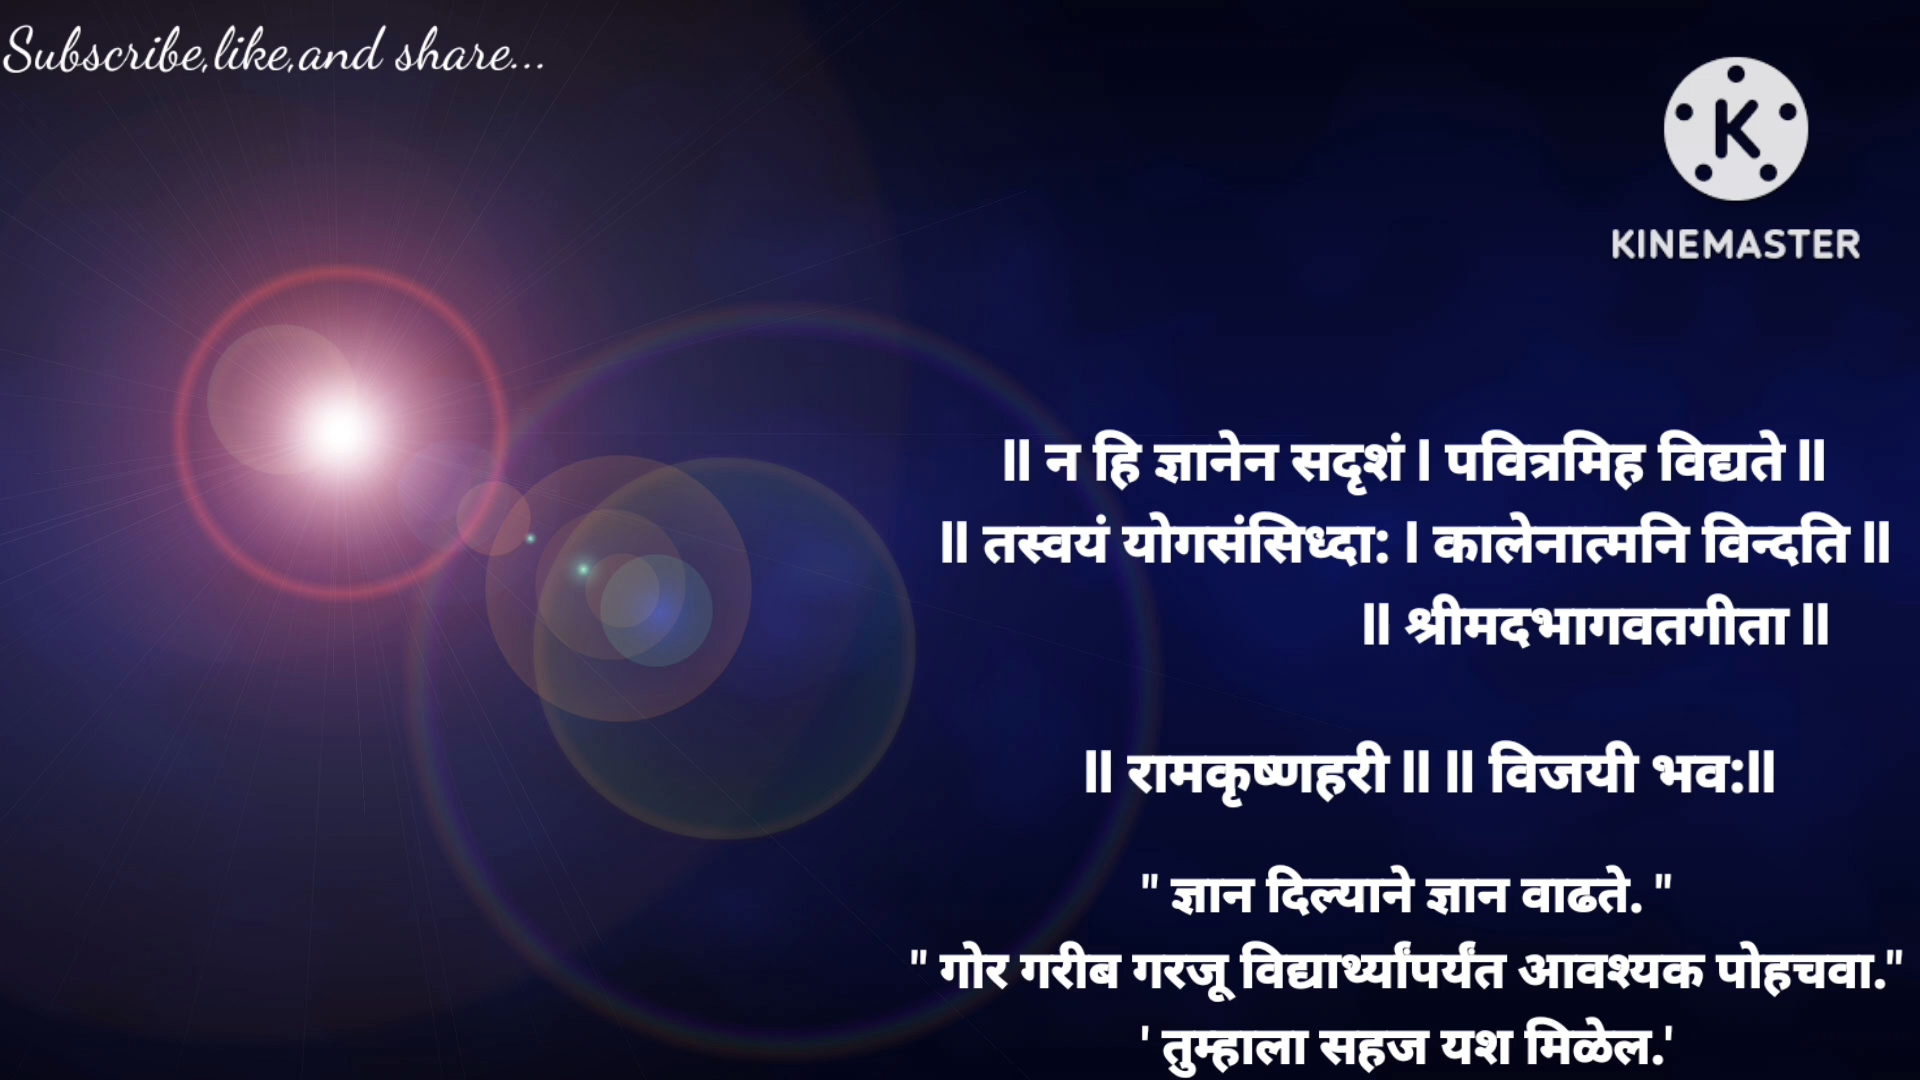 Subscribe,like,and share...
K
KINEMASTER
॥ न हि ज्ञानेन सदृशं । पवित्रमिह विद्यते ॥
॥ तस्वयं योगसंसिध्दा: । कालेनात्मनि विन्दति ॥
॥ श्रीमदभागवतगीता ॥
॥ रामकृष्णहरी ॥ ॥ विजयी भव:॥
" ज्ञान दिल्याने ज्ञान वाढते. "
" गोर गरीब गरजू विद्यार्थ्यांपर्यंत आवश्यक पोहचवा."
' तुम्हाला सहज यश मिळेल.'